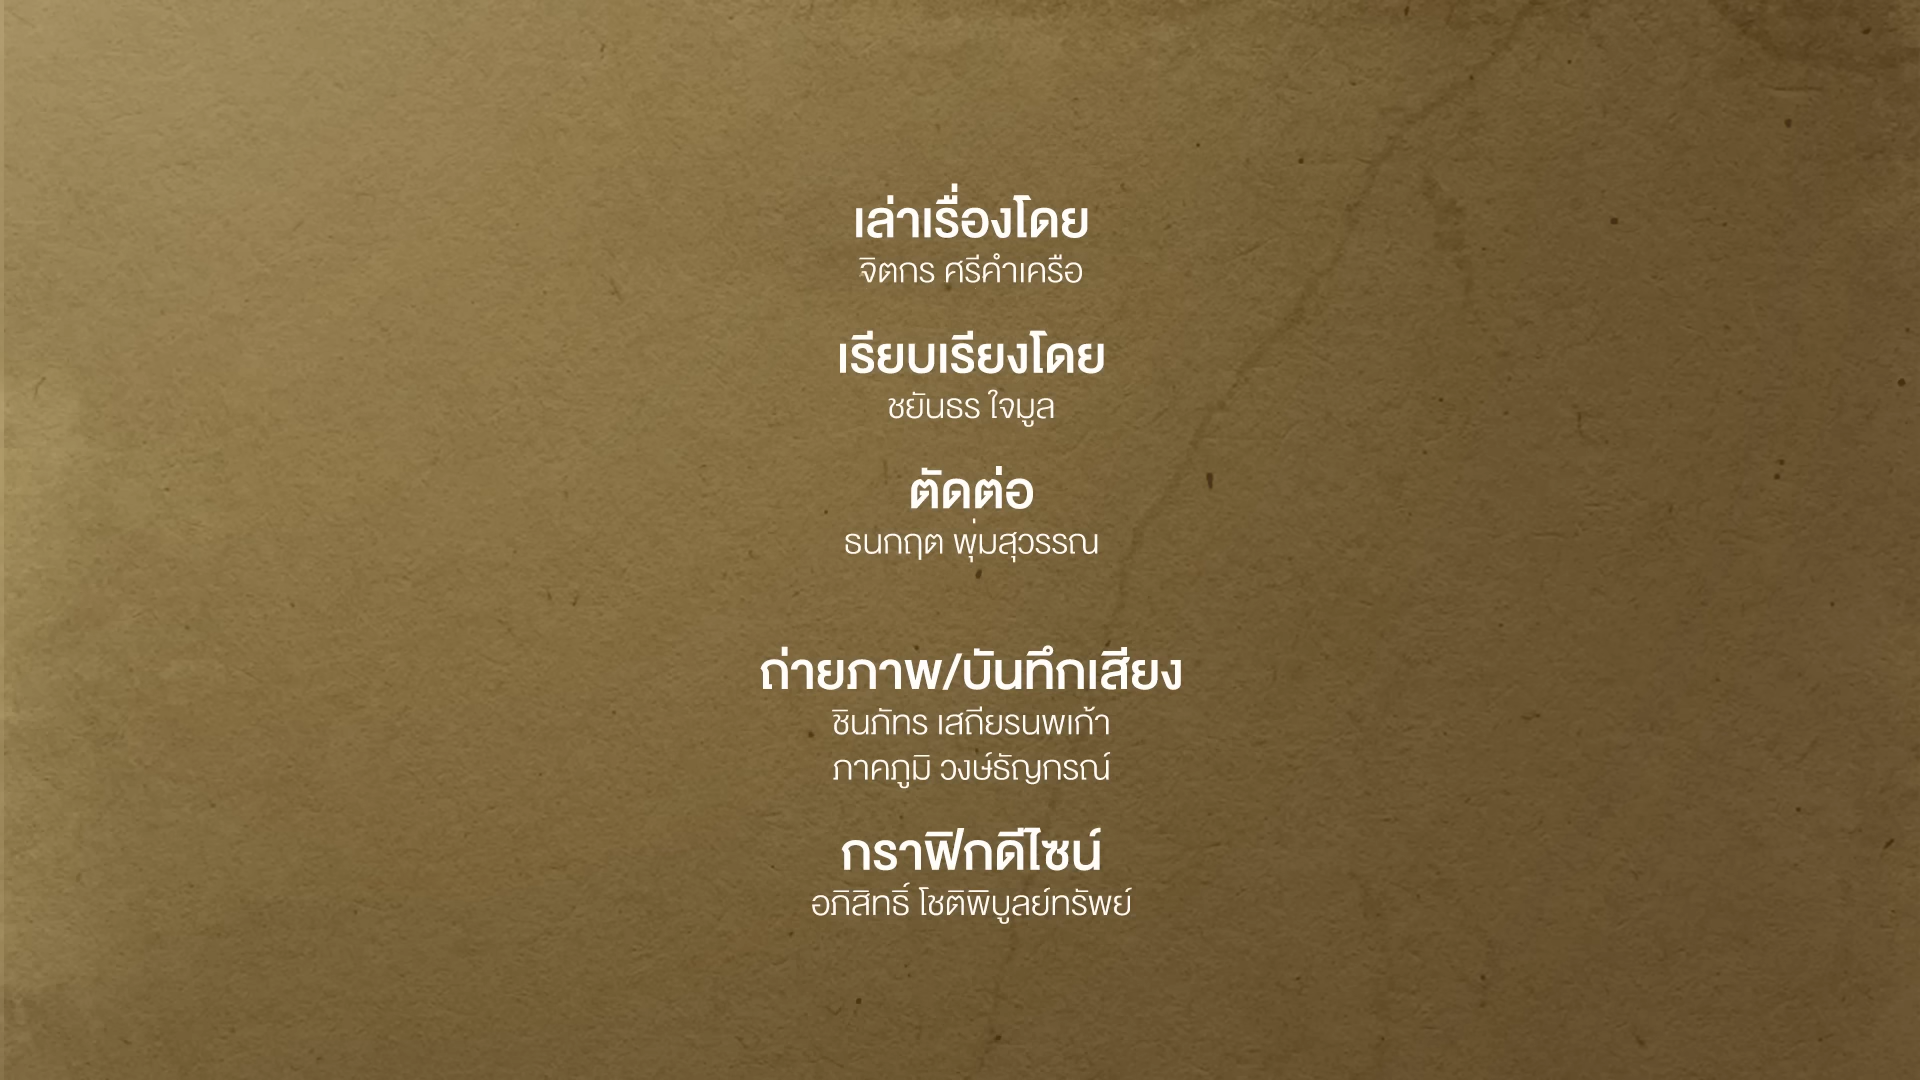 เล่าเรื่องโดย
จิตกร ศรีคำเครือ
เรียบเรียงโดย
ชยันธร ใจมูล
ตัดต่อ
ธนกฤต พุ่มสุวรรณ
ถ่ายภาพ/บันทึกเสียง
ชินภัทร เสถียรนพเก้า
ภาคภูมิ วงษ์ธัญกรณ์
กราฟิกดีไซน์
อภิสิทธิ์ โชติพิบูลย์ทรัพย์